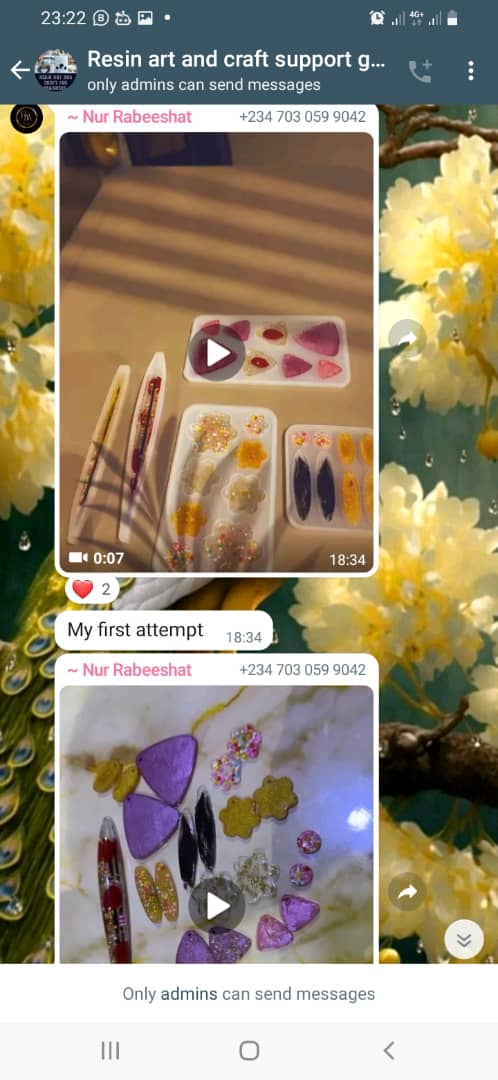 23:22
4G+
Resin art and craft support g...
only admins can send messages
~ Nur Rabeeshat +234 703 059 9042
0:07 18:34
2
My first attempt 18:34
~ Nur Rabeeshat +234 703 059 9042
Only admins can send messages